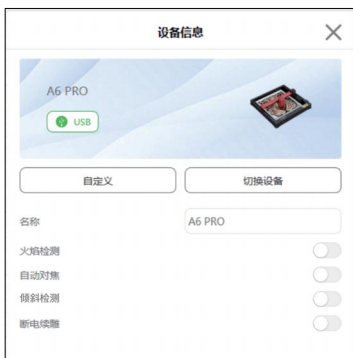 设备信息
A6 PRO
USB
自定义
切换设备
名称
A6 PRO
火焰检测
自动对焦
倾斜检测
断电续雕